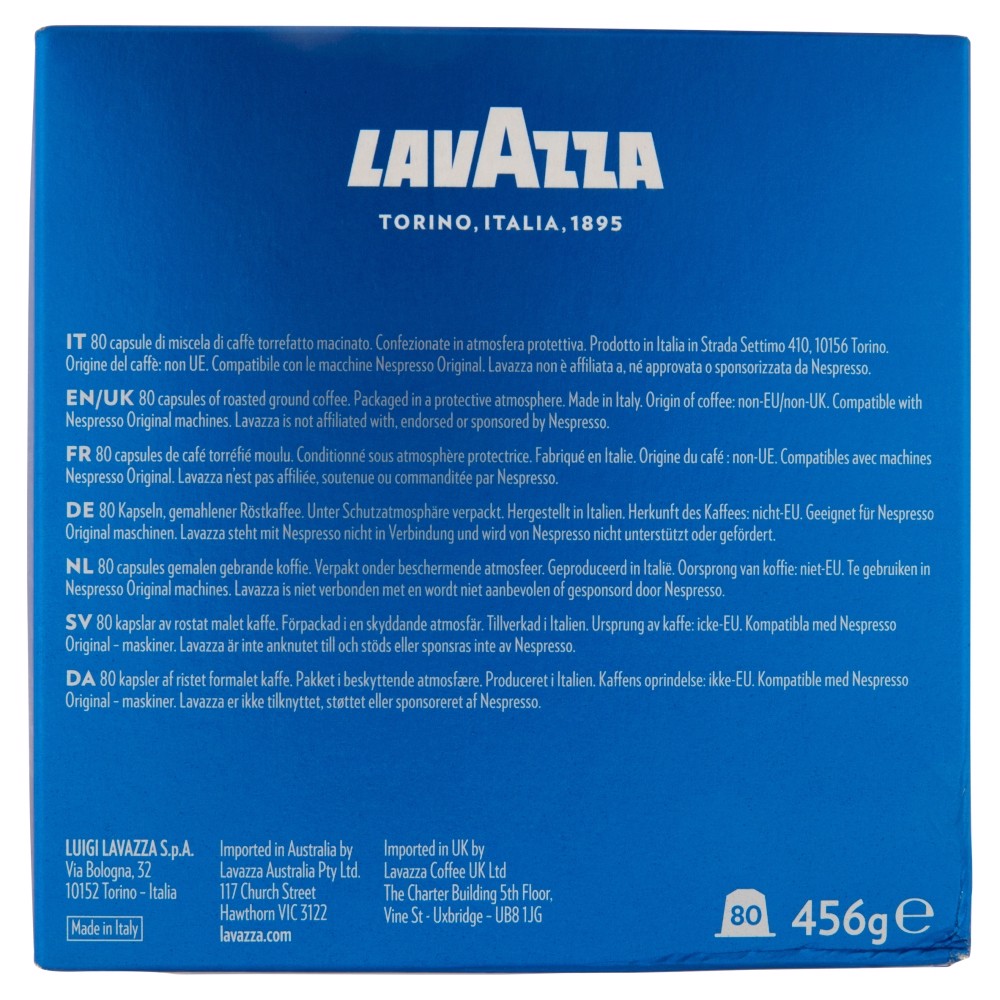 LAVAZZA
TORINO, ITALIA, 1895
IT 80 capsule di miscela di caffè torrefatto macinato. Confezionate in atmosfera protettiva. Prodotto in Italia in Strada Settimo 410, 10156 Torino.
Origine del caffè: non UE. Compatibile con le macchine Nespresso Original. Lavazza non è affiliata a, né approvata o sponsorizzata da Nespresso.
EN/UK 80 capsules of roasted ground coffee. Packaged in a protective atmosphere. Made in Italy. Origin of coffee: non-EU/non-UK. Compatible with
Nespresso Original machines. Lavazza is not affiliated with, endorsed or sponsored by Nespresso.
FR 80 capsules de café torréfié moulu. Conditionné sous atmosphère protectrice. Fabriqué en Italie. Origine du café : non-UE. Compatibles avec machines
Nespresso Original. Lavazza n'est pas affiliée, soutenue ou commanditée par Nespresso.
DE 80 Kapseln, gemahlener Röstkaffee. Unter Schutzatmosphäre verpackt. Hergestellt in Italien. Herkunft des Kaffees: nicht-EU. Geeignet für Nespresso
Original maschinen. Lavazza steht mit Nespresso nicht in Verbindung und wird von Nespresso nicht unterstützt oder gefördert.
NL 80 capsules gemalen gebrande koffie. Verpakt onder beschermende atmosfeer. Geproduceerd in Italië. Oorsprong van koffie: niet-EU. Te gebruiken in
Nespresso Original machines. Lavazza is niet verbonden met en wordt niet aanbevolen of gesponsord door Nespresso.
SV 80 kapslar av rostat malet kaffe. Förpackad i en skyddande atmosfär. Tillverkad i Italien. Ursprung av kaffe: icke-EU. Kompatibla med Nespresso
Original – maskiner. Lavazza är inte anknutet till och stöds eller sponsras inte av Nespresso.
DA 80 kapsler af ristet formalet kaffe. Pakket i beskyttende atmosfære. Produceret i Italien. Kaffens oprindelse: ikke-EU. Kompatible med Nespresso
Original – maskiner. Lavazza er ikke tilknyttet, støttet eller sponsoreret af Nespresso.
LUIGI LAVAZZA S.p.A.
Via Bologna, 32
10152 Torino – Italia
Made in Italy
Imported in Australia by
Lavazza Australia Pty Ltd.
117 Church Street
Hawthorn VIC 3122
lavazza.com
Imported in UK by
Lavazza Coffee UK Ltd
The Charter Building 5th Floor,
Vine St - Uxbridge – UB8 1JG
80
456g ℮